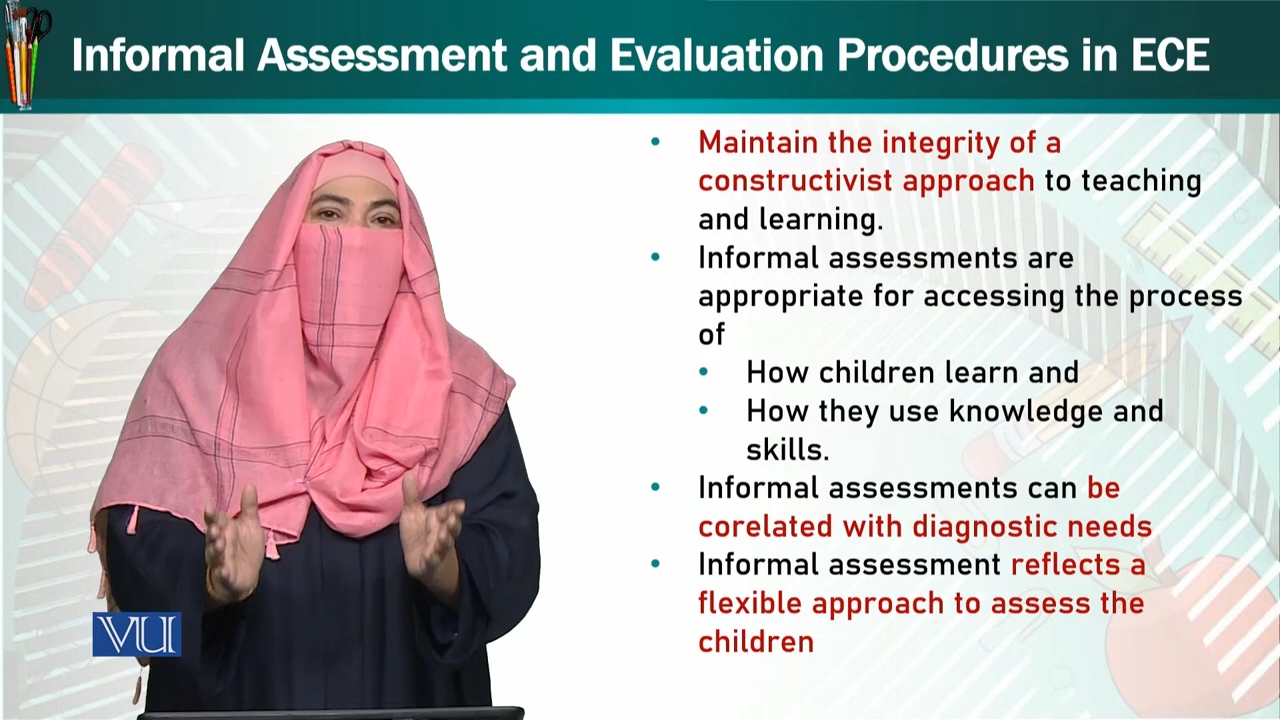 Informal Assessment and Evaluation Procedures in ECE
• Maintain the integrity of a
constructivist approach to teaching
and learning.
• Informal assessments are
appropriate for accessing the process
of
• How children learn and
• How they use knowledge and
skills.
• Informal assessments can be
corelated with diagnostic needs
• Informal assessment reflects a
flexible approach to assess the
children
VU